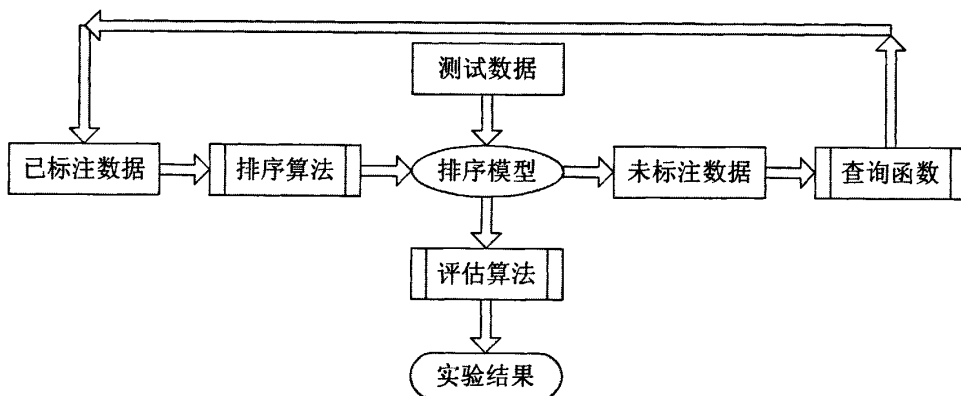 测试数据
已标注数据
排序算法
排序模型
未标注数据
查询函数
评估算法
实验结果